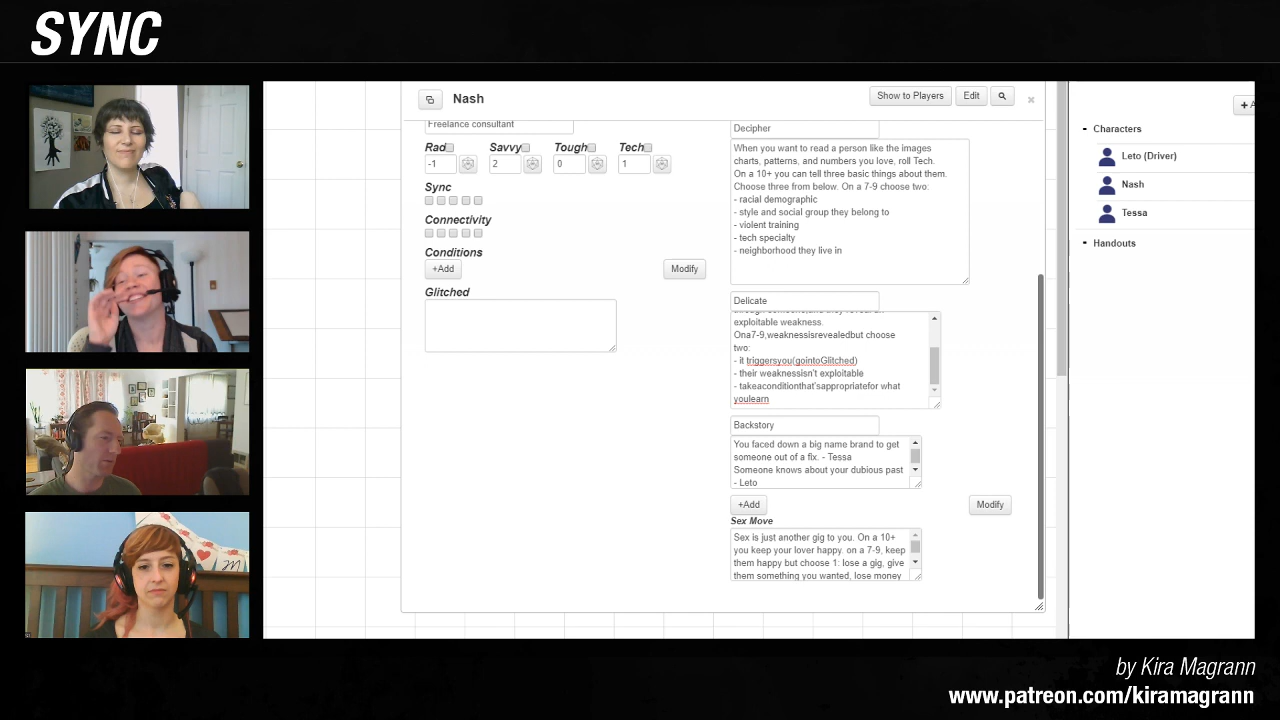 SYNC
Nash
Show to Players
Edit
Freelance consultant
Rad
Savvy
Tough
Tech
-1
2
0
1
Sync
Connectivity
Conditions
+Add
Modify
Glitched
Decipher
When you want to read a person like the images
charts, patterns, and numbers you love, roll Tech.
On a 10+ you can tell three basic things about them.
Choose three from below. On a 7-9 choose two:
- racial demographic
- style and social group they belong to
- violent training
- tech specialty
- neighborhood they live in
Delicate
exploitable weakness
Ona7-9,weaknessisrevealedbut choose
two:
- it triggersyou(gointoGlitched)
- their weaknessisn't exploitable
- takeaconditionthat'sappropriatefor what
youlearn
Backstory
You faced down a big name brand to get
someone out of a fix. - Tessa
Someone knows about your dubious past
- Leto
+Add
Modify
Sex Move
Sex is just another gig to you. On a 10+
you keep your lover happy. on a 7-9, keep
them happy but choose 1: lose a gig, give
them something you wanted, lose money
+
Characters
Leto (Driver)
Nash
Tessa
Handouts
by Kira Magrann
www.patreon.com/kiramagrann